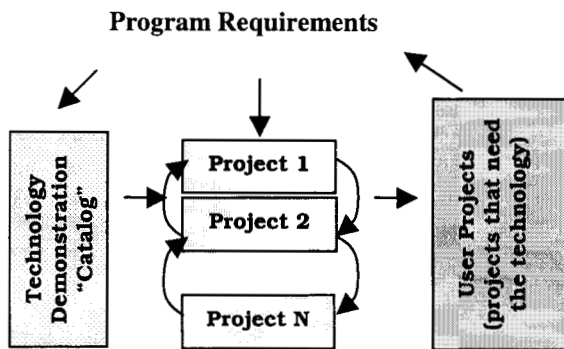 Program Requirements
Technology
Demonstration
“Catalog”
Project 1
Project 2
Project N
User Projects
(projects that need
the technology)